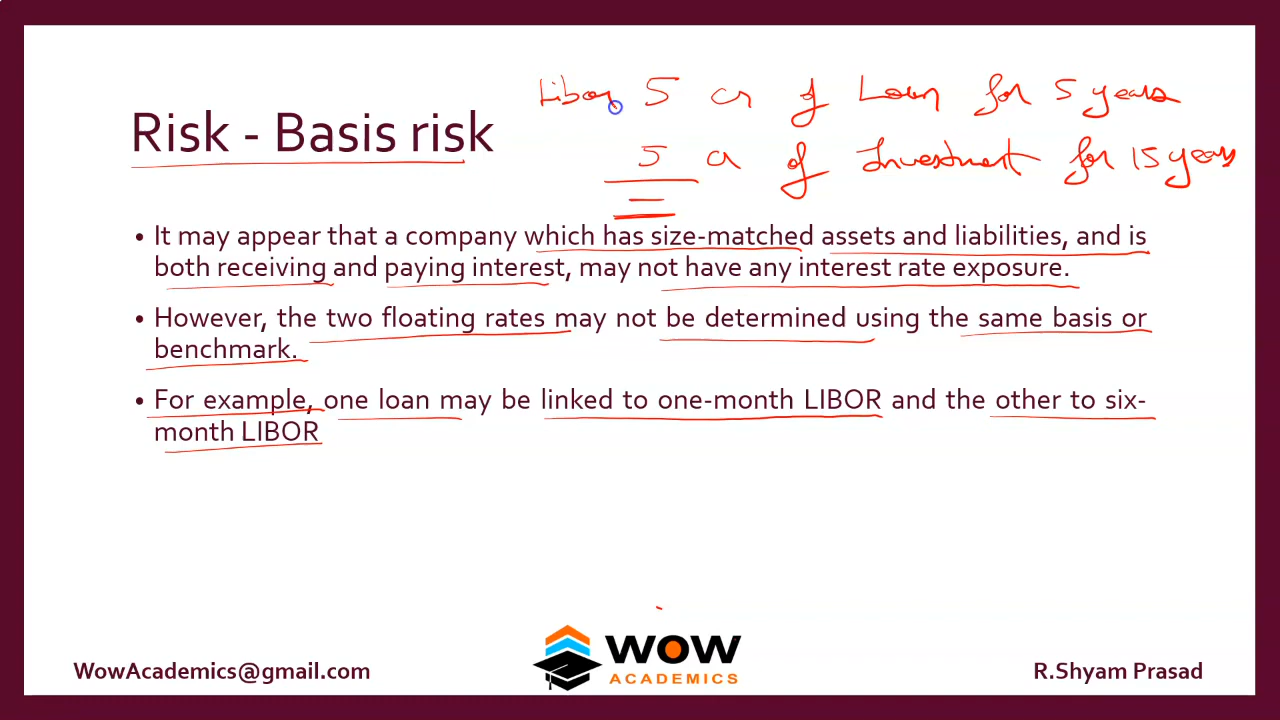 Libor 5 cr of Loan for 5 years
Risk - Basis risk
5 cr of Investment for 15 years
• It may appear that a company which has size-matched assets and liabilities, and is
both receiving and paying interest, may not have any interest rate exposure.
• However, the two floating rates may not be determined using the same basis or
benchmark.
• For example, one loan may be linked to one-month LIBOR and the other to six-
month LIBOR
WowAcademics@gmail.com
WOW
ACADEMICS
R.Shyam Prasad